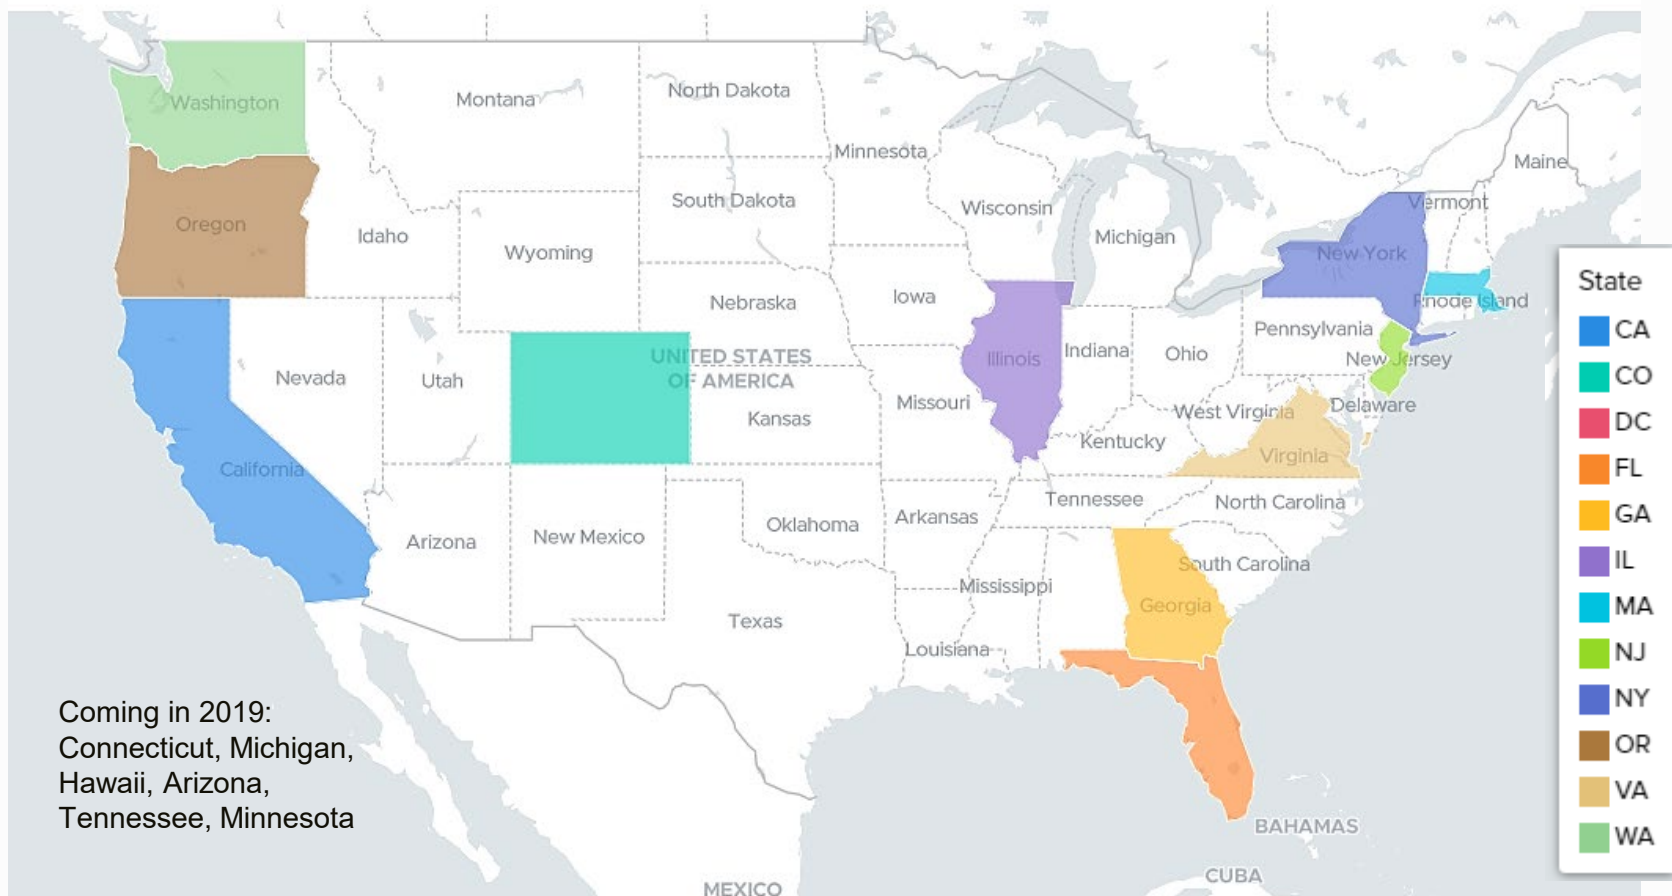 Washington
Montana
North Dakota
Minnesota
Maine
Oregon
Idaho
Wyoming
South Dakota
Wisconsin
Michigan
Vermont
New York
Nebraska
Iowa
Rhode Island
Nevada
Utah
UNITED STATES
OF AMERICA
Kansas
Missouri
Illinois
Indiana
Ohio
Pennsylvania
New Jersey
West Virginia
Delaware
Kentucky
Virginia
California
Arizona
New Mexico
Oklahoma
Arkansas
Tennessee
North Carolina
South Carolina
Mississippi
Georgia
Texas
Louisiana
BAHAMAS
CUBA
MEXICO
Coming in 2019:
Connecticut, Michigan,
Hawaii, Arizona,
Tennessee, Minnesota
State
CA
CO
DC
FL
GA
IL
MA
NJ
NY
OR
VA
WA